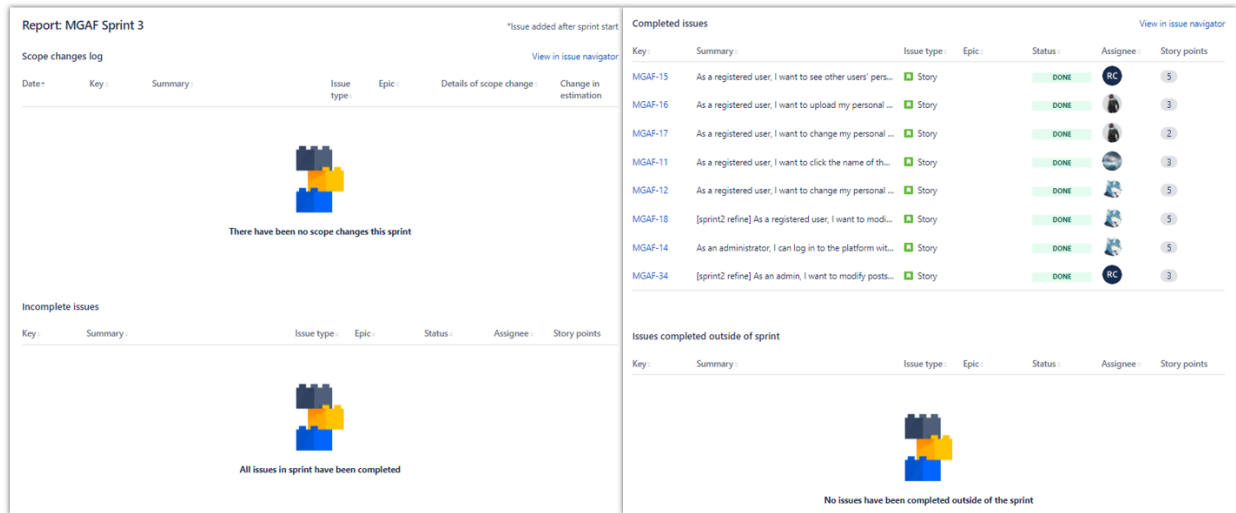 Report: MGAF Sprint 3
*Issue added after sprint start
Scope changes log
View in issue navigator
Date Key Summary Issue type Epic Details of scope change Change in estimation
There have been no scope changes this sprint
Incomplete issues
Key Summary Issue type Epic Status Assignee Story points
All issues in sprint have been completed
Completed issues
View in issue navigator
Key Summary Issue type Epic Status Assignee Story points
MGAF-15 As a registered user, I want to see other users' pers... Story DONE RC 5
MGAF-16 As a registered user, I want to upload my personal ... Story DONE 3
MGAF-17 As a registered user, I want to change my personal ... Story DONE 2
MGAF-11 As a registered user, I want to click the name of th... Story DONE 3
MGAF-12 As a registered user, I want to change my personal ... Story DONE 5
MGAF-18 [sprint2 refine] As a registered user, I want to modi... Story DONE 5
MGAF-14 As an administrator, I can log in to the platform wit... Story DONE 5
MGAF-34 [sprint2 refine] As an admin, I want to modify posts... Story DONE RC 3
Issues completed outside of sprint
Key Summary Issue type Epic Status Assignee Story points
No issues have been completed outside of the sprint